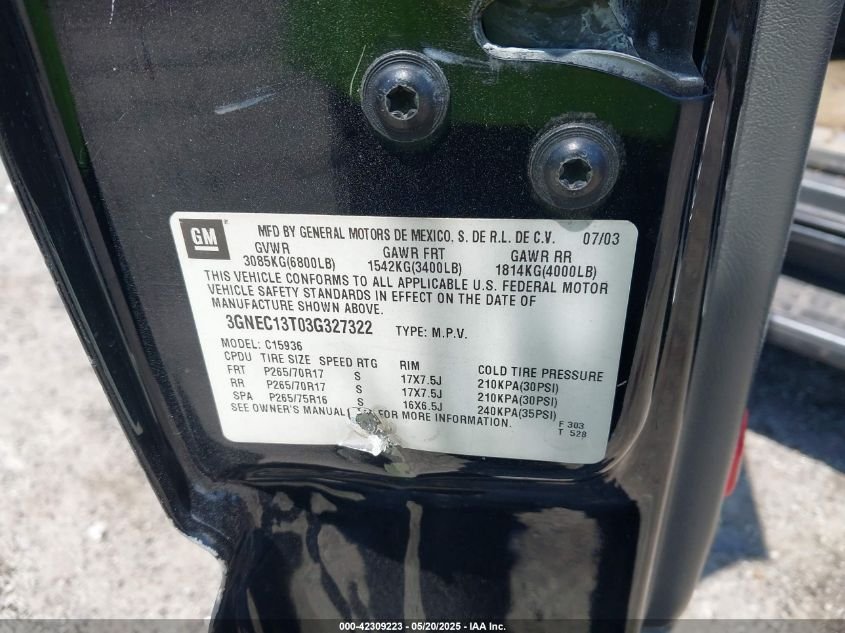 GM
MFD BY GENERAL MOTORS DE MEXICO, S. DE R.L. DE C.V. 07/03
GVWR GAWR FRT GAWR RR
3085KG(6800LB) 1542KG(3400LB) 1814KG(4000LB)
THIS VEHICLE CONFORMS TO ALL APPLICABLE U.S. FEDERAL MOTOR
VEHICLE SAFETY STANDARDS IN EFFECT ON THE DATE OF
MANUFACTURE SHOWN ABOVE.
3GNEC13T03G327322 TYPE: M.P.V.
MODEL: C15936
CPDU TIRE SIZE SPEED RTG RIM COLD TIRE PRESSURE
FRT P265/70R17 S 17X7.5J 210KPA(30PSI)
RR P265/70R17 S 17X7.5J 210KPA(30PSI)
SPA P265/75R16 S 16X6.5J 240KPA(35PSI)
SEE OWNER'S MANUAL FOR MORE INFORMATION.
F 303
T 528
000-42309223 - 05/20/2025 - IAA Inc.